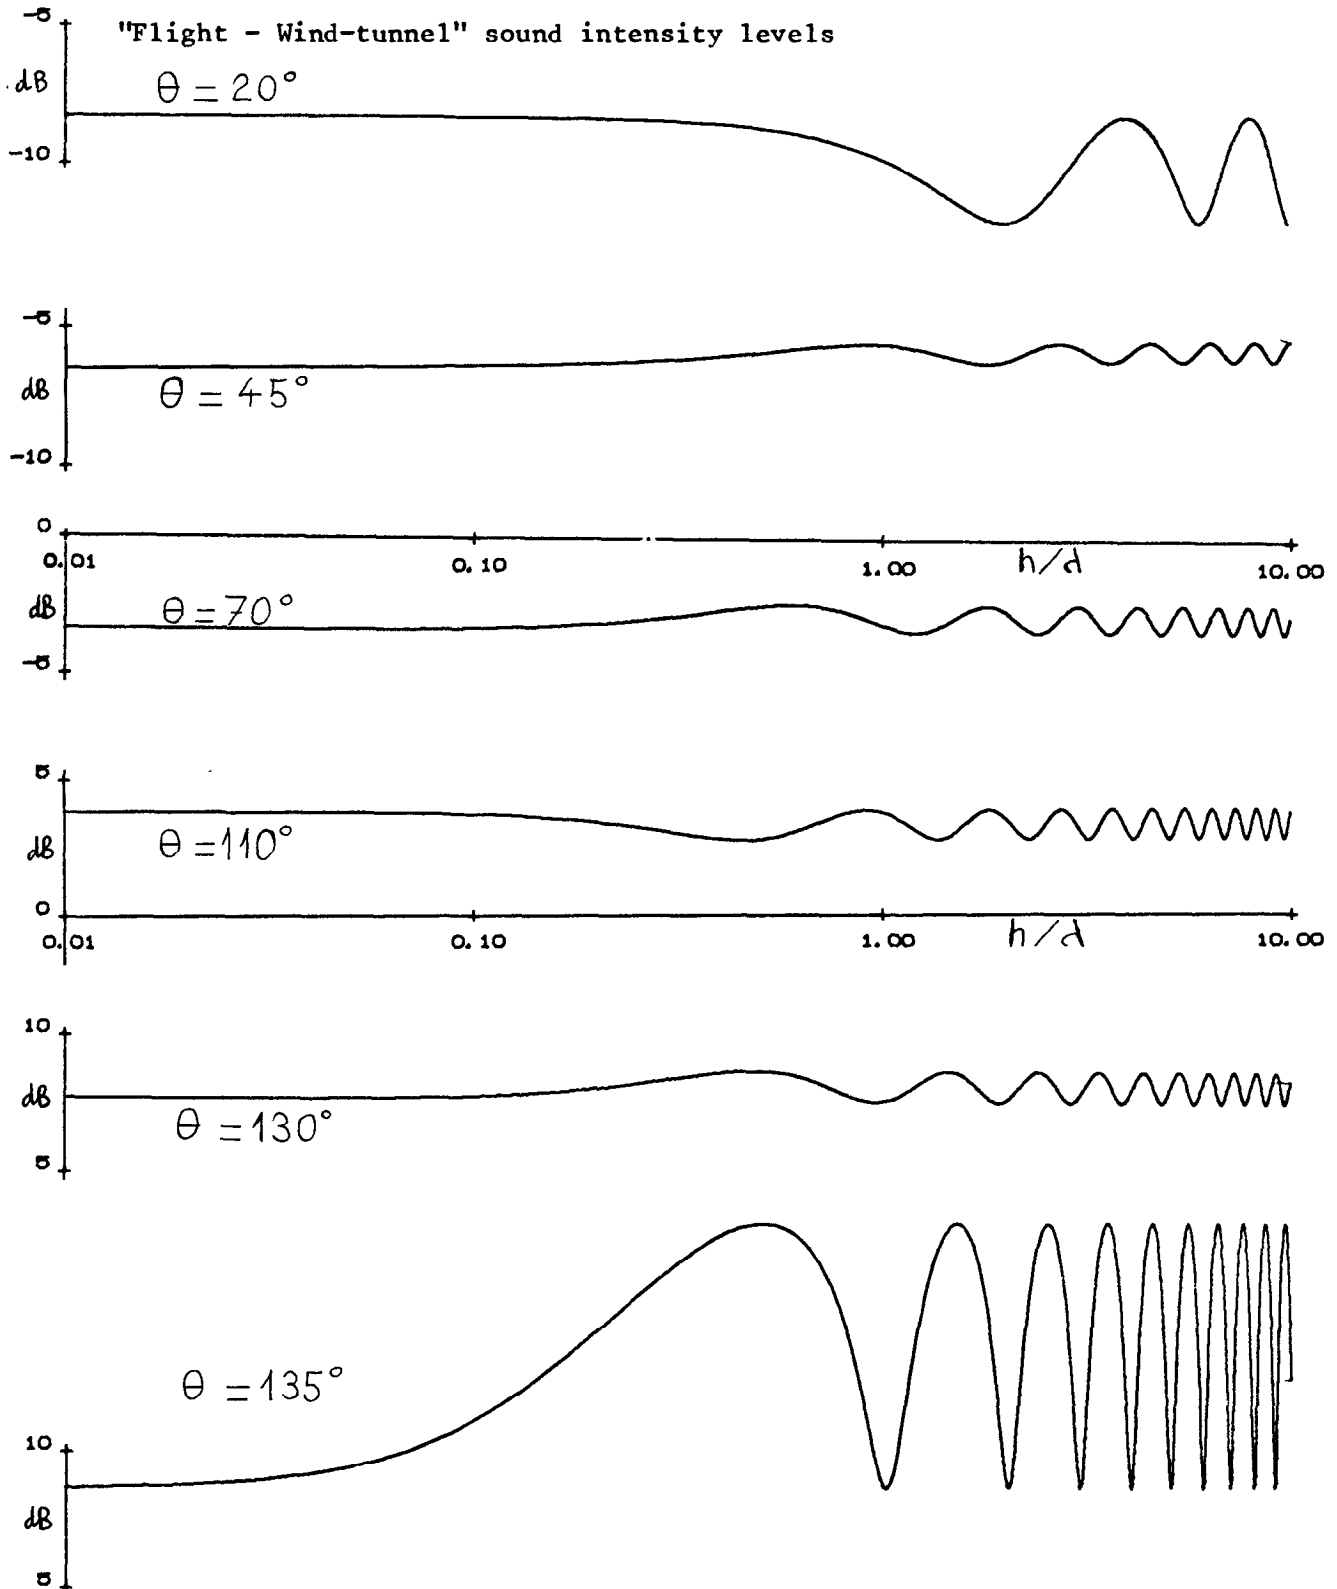 -5
"Flight - Wind-tunnel" sound intensity levels
dB
θ = 20°
-10
-5
dB
θ = 45°
-10
0
0.01 0.10 1.00 h/d 10.00
dB
θ = 70°
-5
5
θ = 110°
dB
0
0.01 0.10 1.00 h/d 10.00
10
dB
θ = 130°
5
θ = 135°
10
dB
5